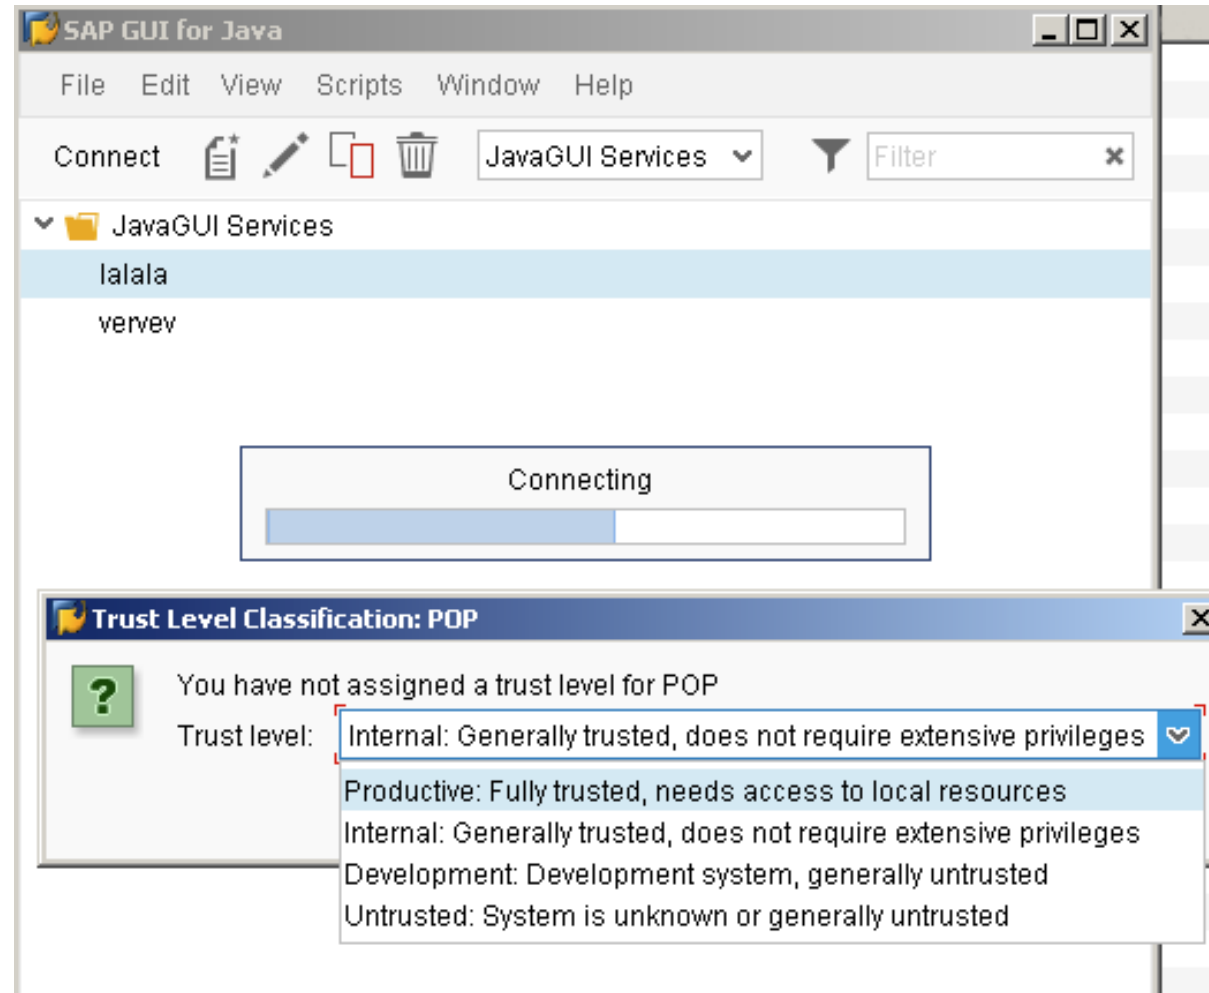 SAP GUI for Java
File Edit View Scripts Window Help
Connect JavaGUI Services Filter
JavaGUI Services
lalala
vervev
Connecting
Trust Level Classification: POP
You have not assigned a trust level for POP
Trust level: Internal: Generally trusted, does not require extensive privileges
Productive: Fully trusted, needs access to local resources
Internal: Generally trusted, does not require extensive privileges
Development: Development system, generally untrusted
Untrusted: System is unknown or generally untrusted